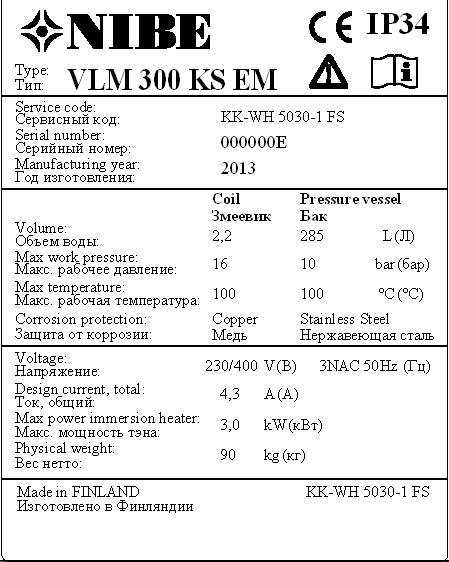 NIBE IP34
Type:
Тип: VLM 300 KS EM
Service code:
Сервисный код: KK-WH 5030-1 FS
Serial number:
Серийный номер: 000000E
Manufacturing year: 2013
Год изготовления:
Coil Pressure vessel
Змеевик Бак
Volume:
Объем воды: 2,2 285 L (Л)
Max work pressure:
Макс. рабочее давление: 16 10 bar (бар)
Max temperature:
Макс. рабочая температура: 100 100 °C (°C)
Corrosion protection: Copper Stainless Steel
Защита от коррозии: Медь Нержавеющая сталь
Voltage:
Напряжение: 230/400 V (В) 3NAC 50Hz (Гц)
Design current, total:
Ток, общий: 4,3 A (А)
Max power immersion heater:
Макс. мощность тэна: 3,0 kW (кВт)
Physical weight:
Вес нетто: 90 kg (кг)
Made in FINLAND KK-WH 5030-1 FS
Изготовлено в Финляндии